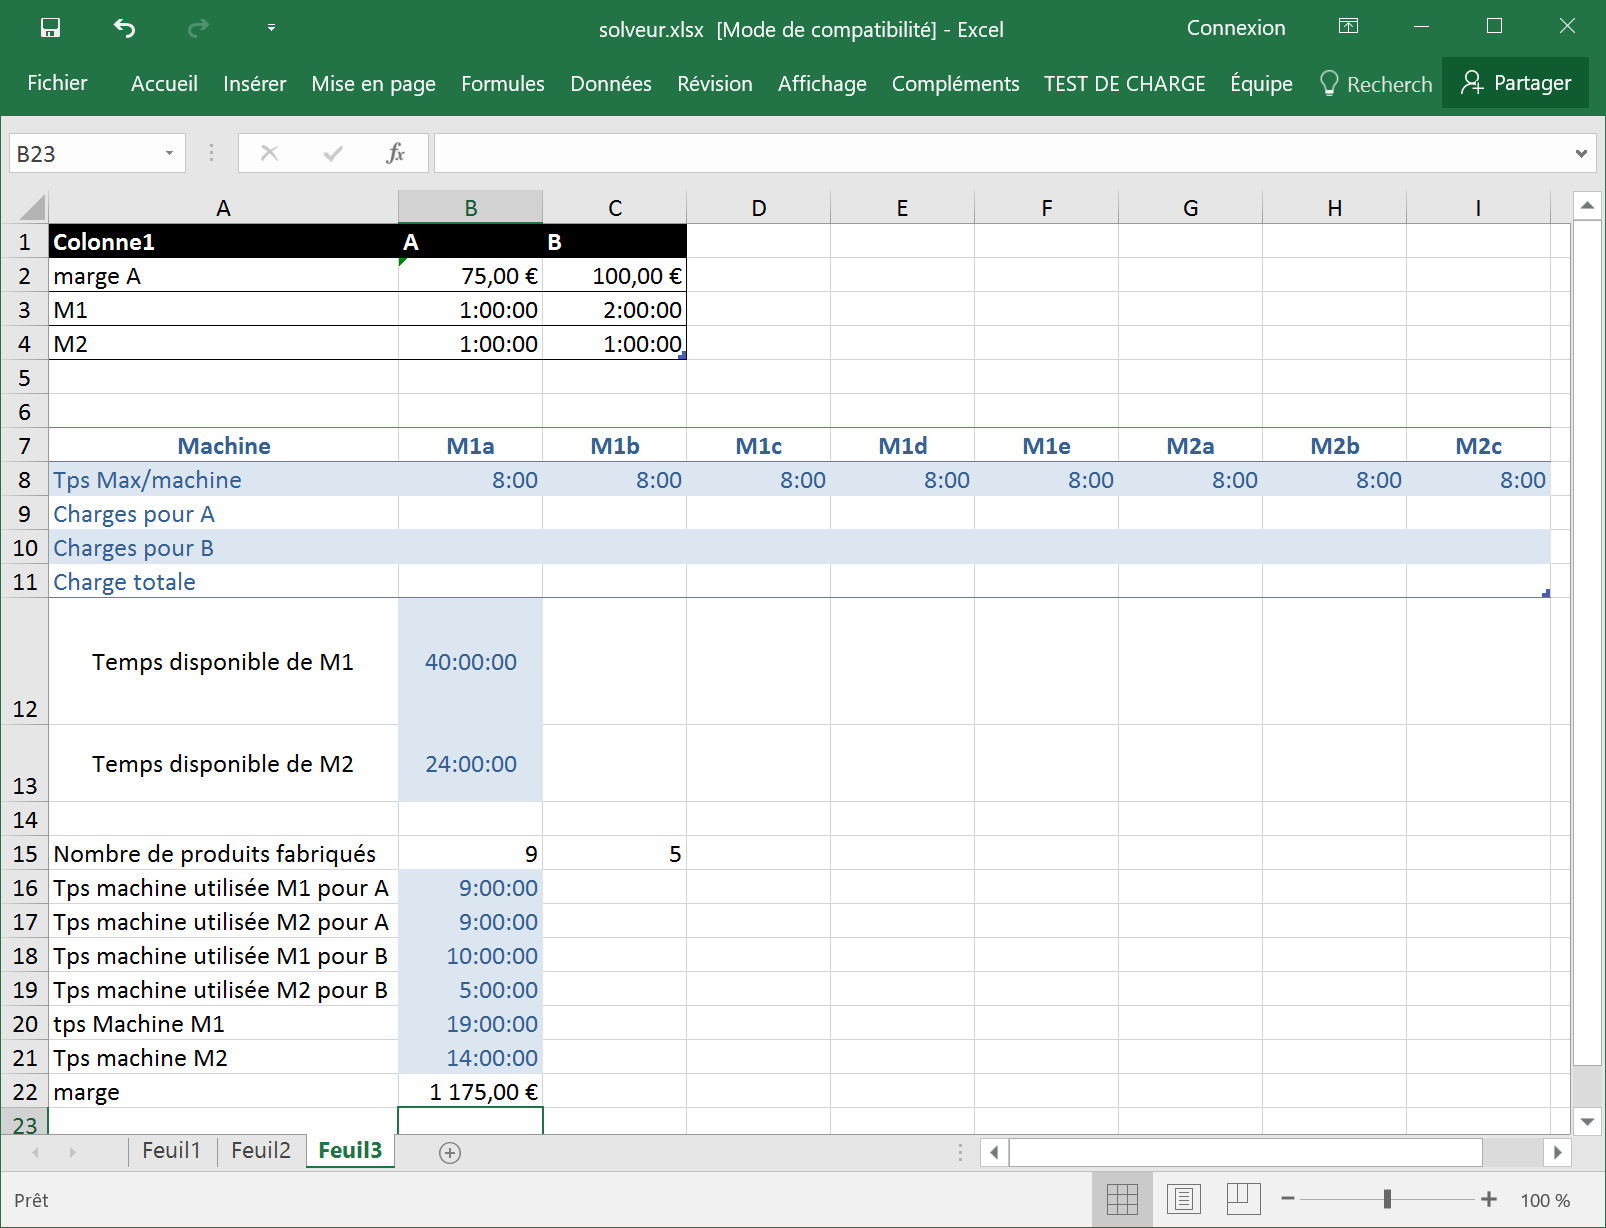 solveur.xlsx  [Mode de compatibilité] - Excel
Connexion
Fichier Accueil Insérer Mise en page Formules Données Révision Affichage Compléments TEST DE CHARGE Équipe Recherch Partager
B23 fx
A B C D E F G H I
1 Colonne1 A B
2 marge A 75,00 € 100,00 €
3 M1 1:00:00 2:00:00
4 M2 1:00:00 1:00:00
5
6
7 Machine M1a M1b M1c M1d M1e M2a M2b M2c
8 Tps Max/machine 8:00 8:00 8:00 8:00 8:00 8:00 8:00 8:00
9 Charges pour A
10 Charges pour B
11 Charge totale
12 Temps disponible de M1 40:00:00
13 Temps disponible de M2 24:00:00
14
15 Nombre de produits fabriqués 9 5
16 Tps machine utilisée M1 pour A 9:00:00
17 Tps machine utilisée M2 pour A 9:00:00
18 Tps machine utilisée M1 pour B 10:00:00
19 Tps machine utilisée M2 pour B 5:00:00
20 tps Machine M1 19:00:00
21 Tps machine M2 14:00:00
22 marge 1 175,00 €
23
Feuil1 Feuil2 Feuil3
Prêt 100 %